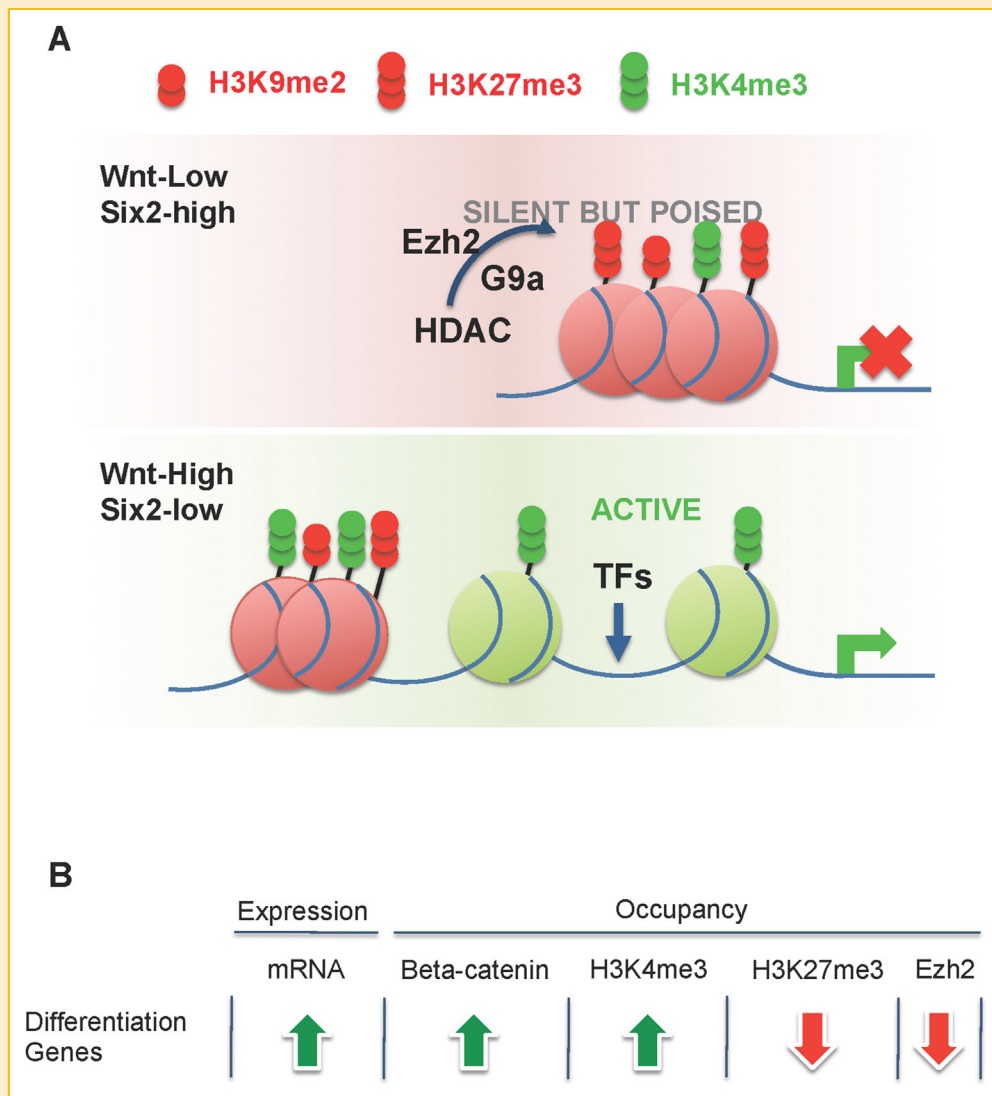 A
H3K9me2 H3K27me3 H3K4me3
Wnt-Low
Six2-high
SILENT BUT POISED
Ezh2
G9a
HDAC
Wnt-High
Six2-low
ACTIVE
TFs
B
Expression Occupancy
mRNA Beta-catenin H3K4me3 H3K27me3 Ezh2
Differentiation
Genes